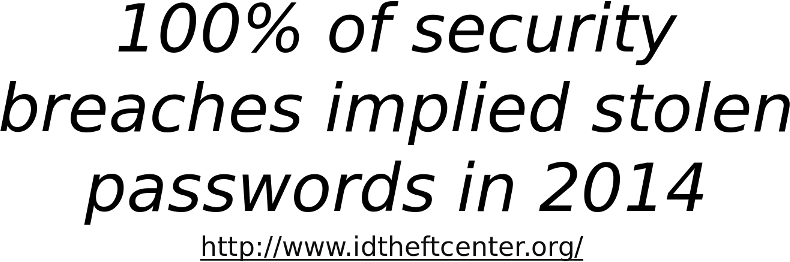 100% of security
breaches implied stolen
passwords in 2014
http://www.idtheftcenter.org/